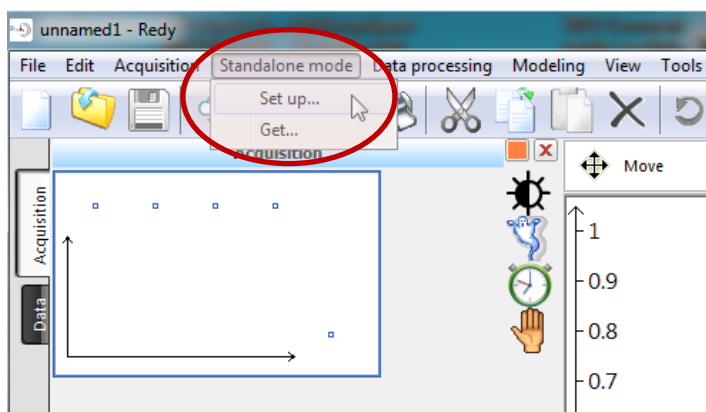 unnamed1 - Redy
File Edit Acquisition Standalone mode Data processing Modeling View Tools
Set up...
Get...
Acquisition
Move
Acquisition
Data
1
0.9
0.8
0.7